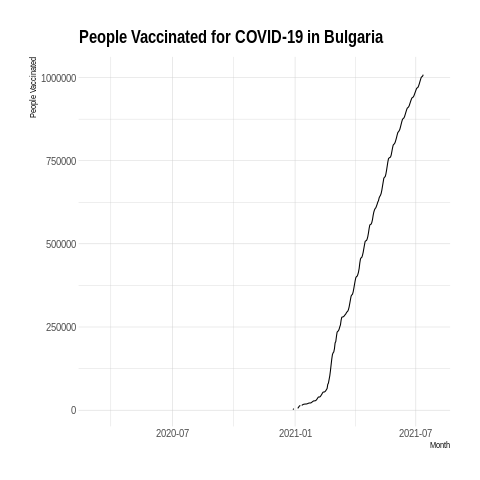 People Vaccinated for COVID-19 in Bulgaria
People Vaccinated
1000000
750000
500000
250000
0
2020-07 2021-01 2021-07
Month